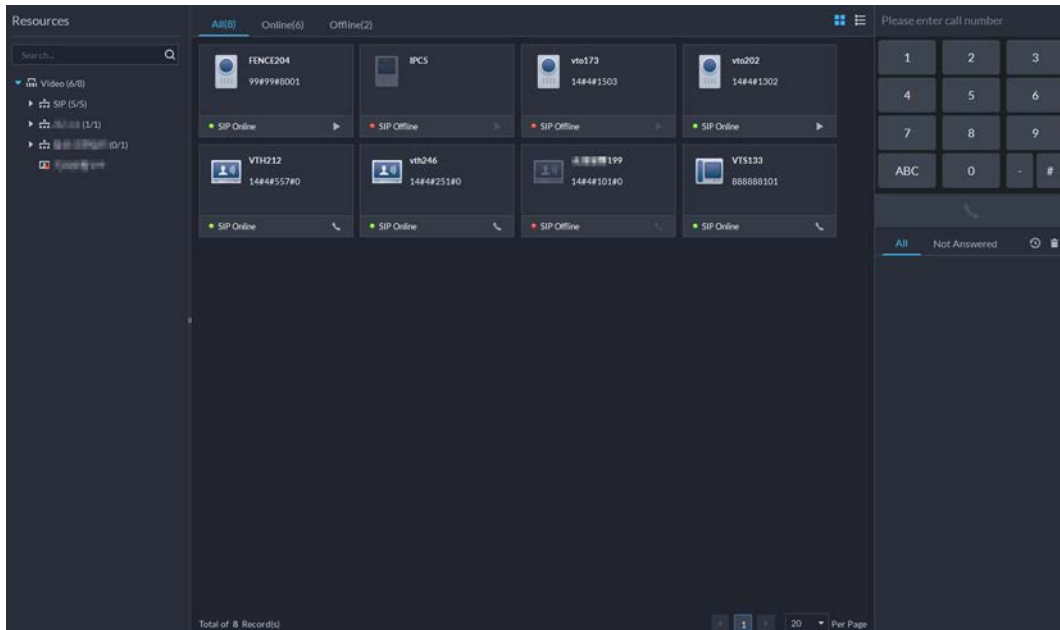 Resources
Search...
Video (6/8)
SIP (5/5)
(1/1)
(0/1)
All(8) Online(6) Offline(2)
FENCE204
99#99#8001
SIP Online
IPC5
SIP Offline
vto173
14#4#1503
SIP Offline
vto202
14#4#1302
SIP Online
VTH212
14#4#557#0
SIP Online
vth246
14#4#251#0
SIP Online
199
14#4#101#0
SIP Offline
VTS133
888888101
SIP Online
Total of 8 Record(s)
1 20 Per Page
Please enter call number
1 2 3
4 5 6
7 8 9
ABC 0 - #
All Not Answered